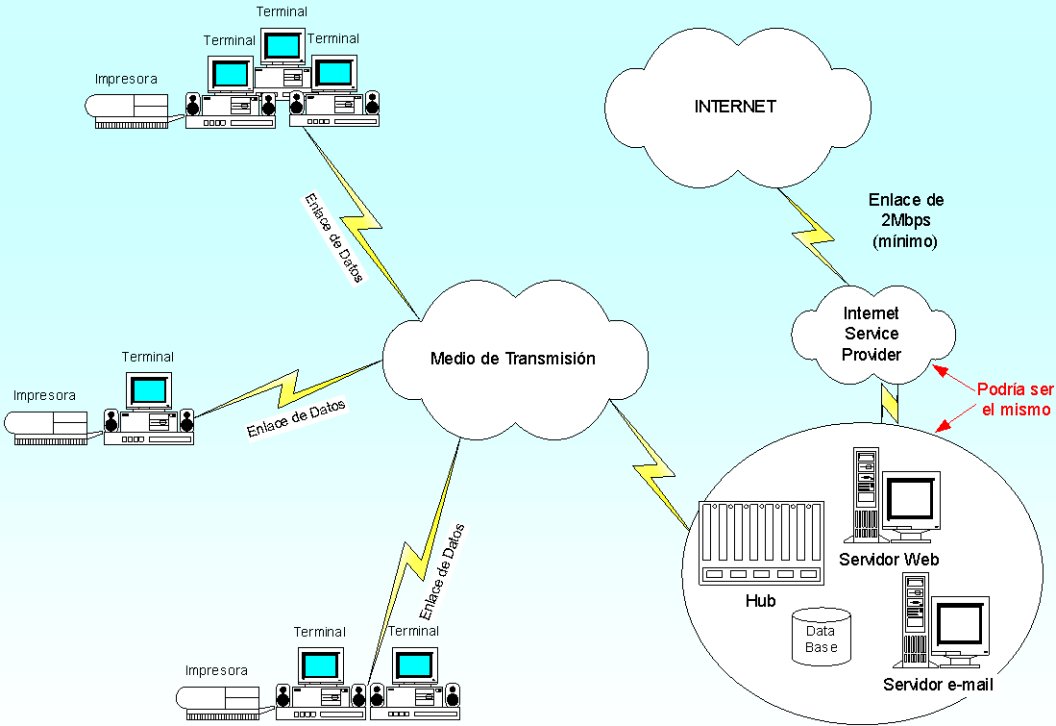 Terminal
Terminal
Terminal
Impresora
INTERNET
Enlace de
2Mbps
(mínimo)
Enlace de Datos
Internet
Service
Provider
Medio de Transmisión
Terminal
Impresora
Enlace de Datos
Podría ser
el mismo
Enlace de Datos
Servidor Web
Hub
Data
Base
Servidor e-mail
Terminal
Terminal
Impresora